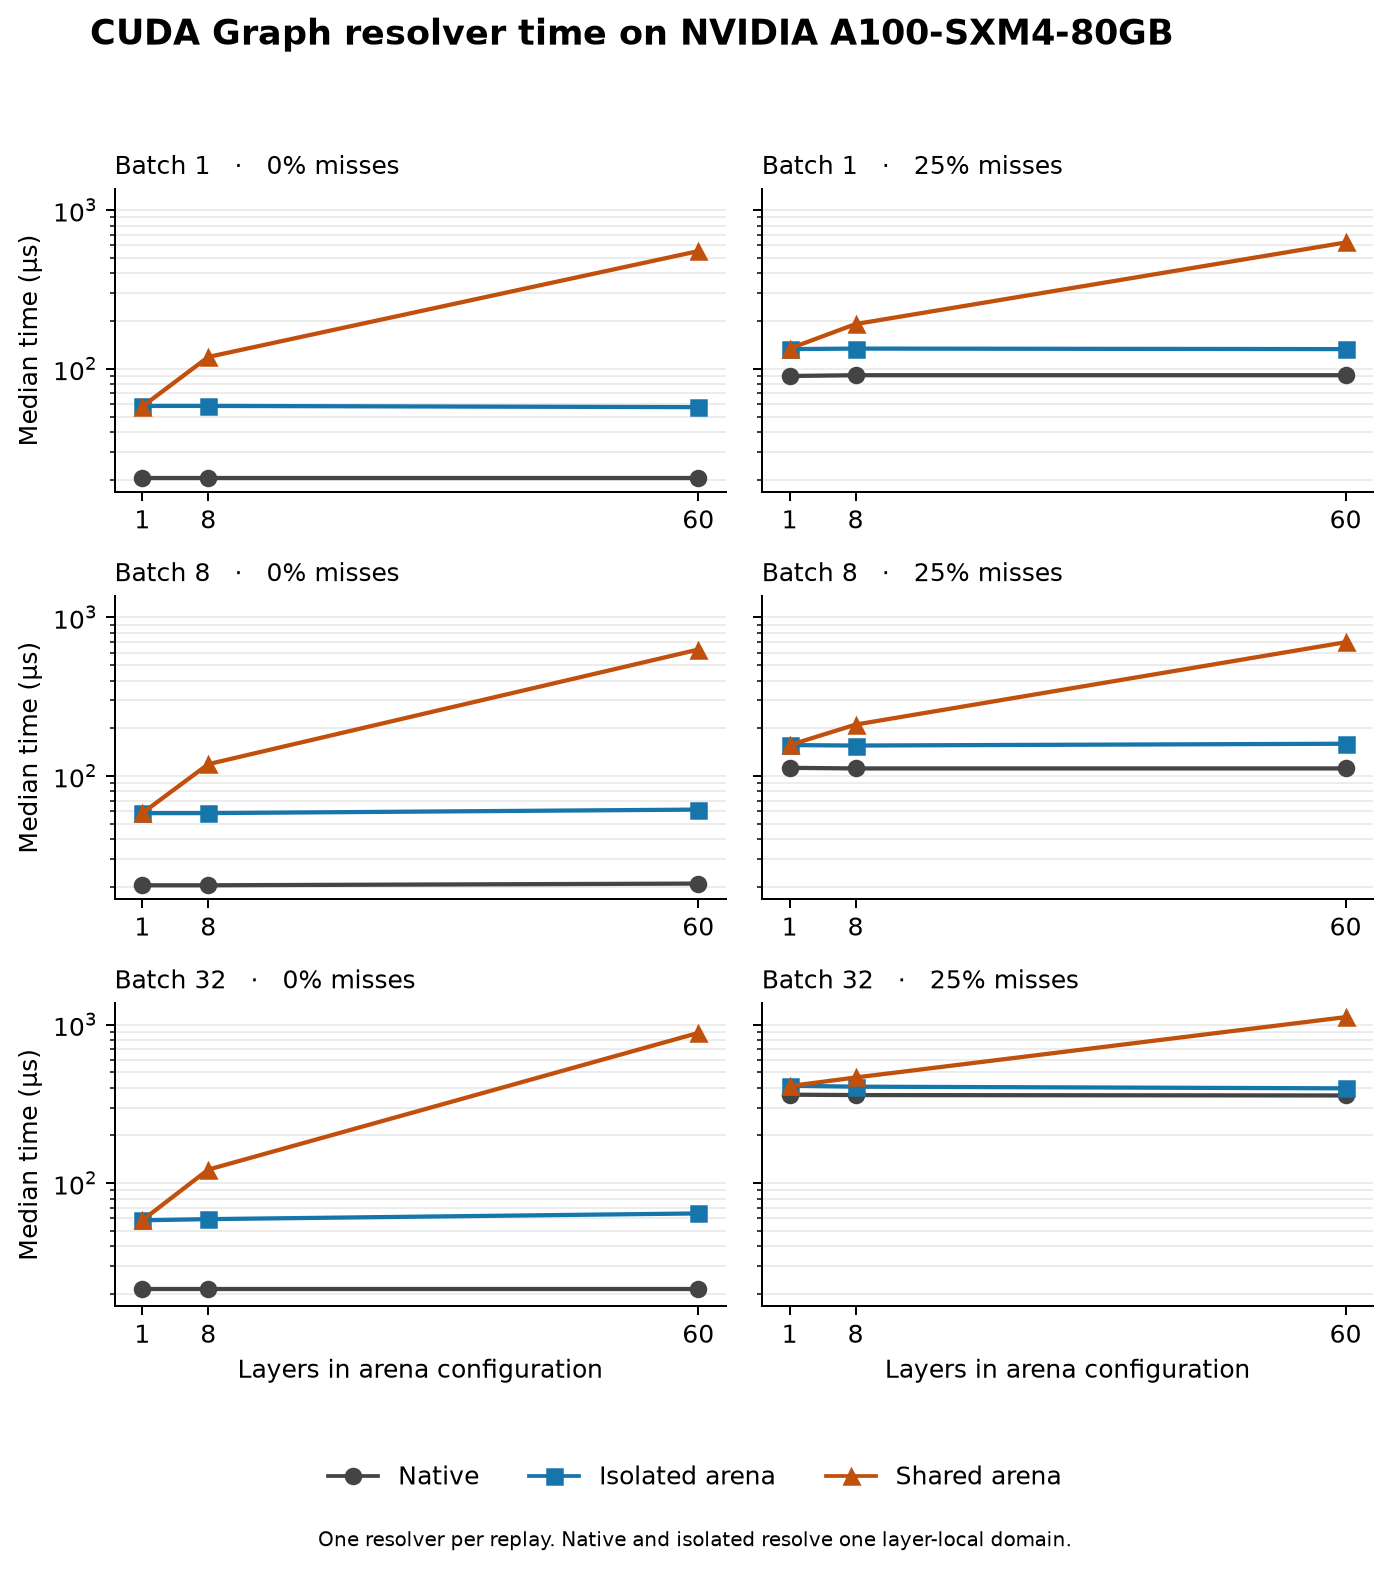 CUDA Graph resolver time on NVIDIA A100-SXM4-80GB
Batch 1 · 0% misses
Median time (µs)
10³
10²
1 8 60
Batch 1 · 25% misses
1 8 60
Batch 8 · 0% misses
Median time (µs)
10³
10²
1 8 60
Batch 8 · 25% misses
1 8 60
Batch 32 · 0% misses
Median time (µs)
10³
10²
1 8 60
Layers in arena configuration
Batch 32 · 25% misses
1 8 60
Layers in arena configuration
Native Isolated arena Shared arena
One resolver per replay. Native and isolated resolve one layer-local domain.